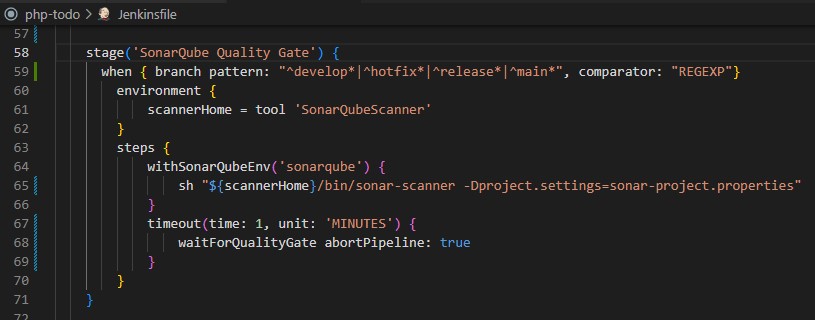 php-todo > Jenkinsfile
57
58 stage('SonarQube Quality Gate') {
59 when { branch pattern: "^develop*|^hotfix*|^release*|^main*", comparator: "REGEXP"}
60 environment {
61 scannerHome = tool 'SonarQubeScanner'
62 }
63 steps {
64 withSonarQubeEnv('sonarqube') {
65 sh "${scannerHome}/bin/sonar-scanner -Dproject.settings=sonar-project.properties"
66 }
67 timeout(time: 1, unit: 'MINUTES') {
68 waitForQualityGate abortPipeline: true
69 }
70 }
71 }
72